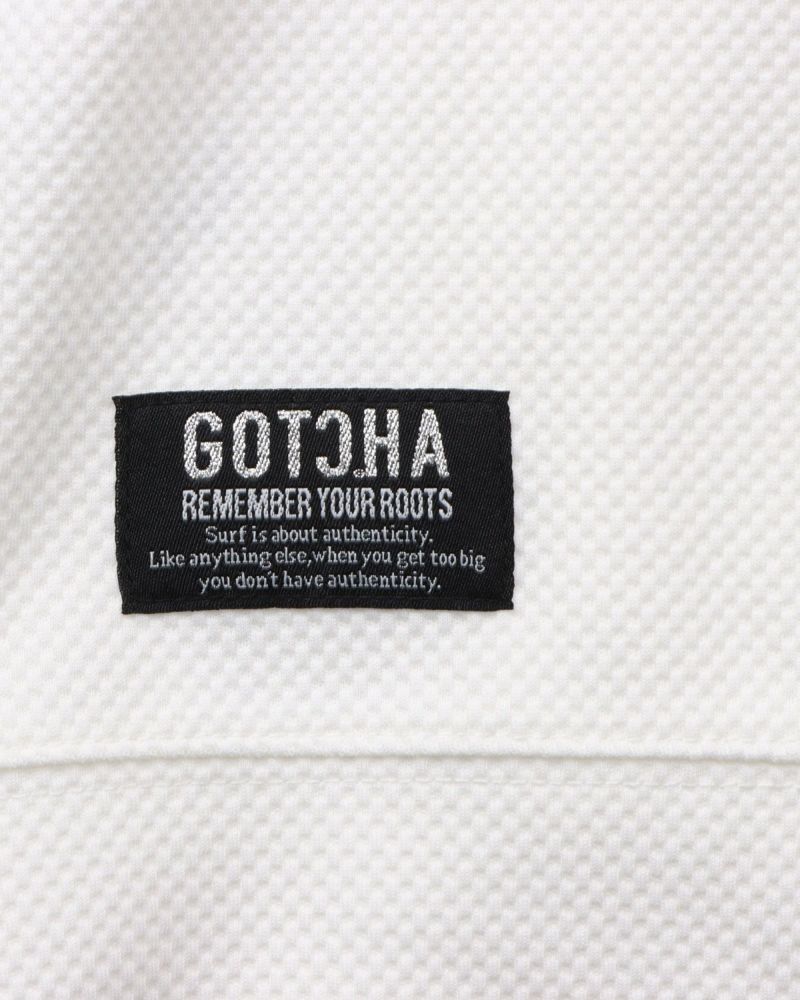 GOTCHA
REMEMBER YOUR ROOTS
Surf is about authenticity.
Like anything else,when you get too big
you don't have authenticity.